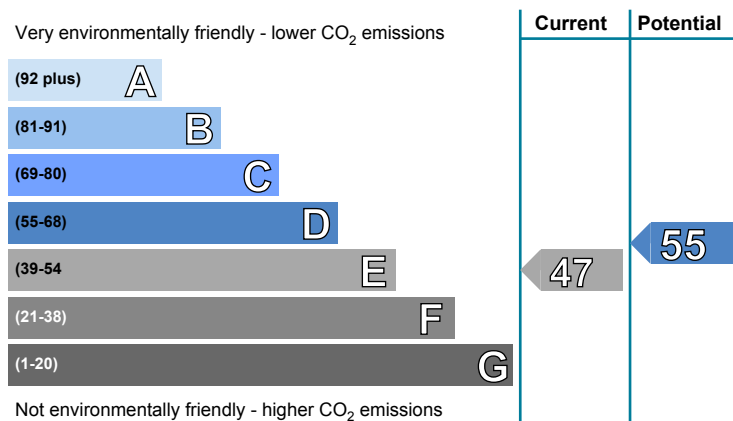 Very environmentally friendly - lower CO2 emissions
Current Potential
(92 plus) A
(81-91) B
(69-80) C
(55-68) D
(39-54 E
47
55
(21-38) F
(1-20) G
Not environmentally friendly - higher CO2 emissions